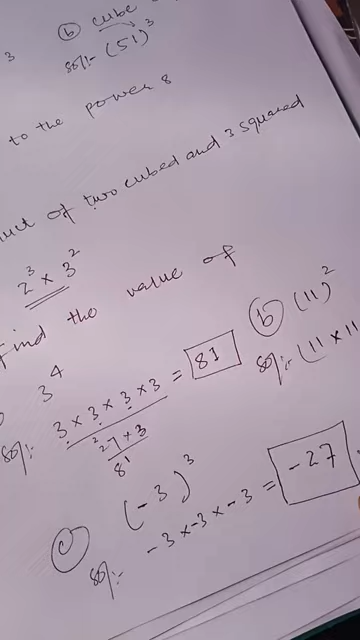 3
(b) cube
sol:- (51)³
to the power 8
of two cubed and 3 squared
2³ × 3²
Find the value of
3⁴
sol:- 3 × 3 × 3 × 3 = 81
81
(b) (11)²
sol:- (11 × 11
(c) (-3)³
sol:- -3 × -3 × -3 = -27